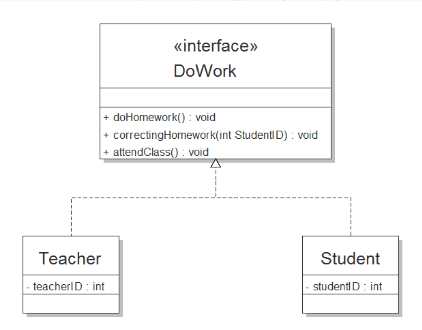 «interface»
DoWork
+ doHomework() : void
+ correctingHomework(int StudentID) : void
+ attendClass() : void
Teacher
- teacherID : int
Student
- studentID : int